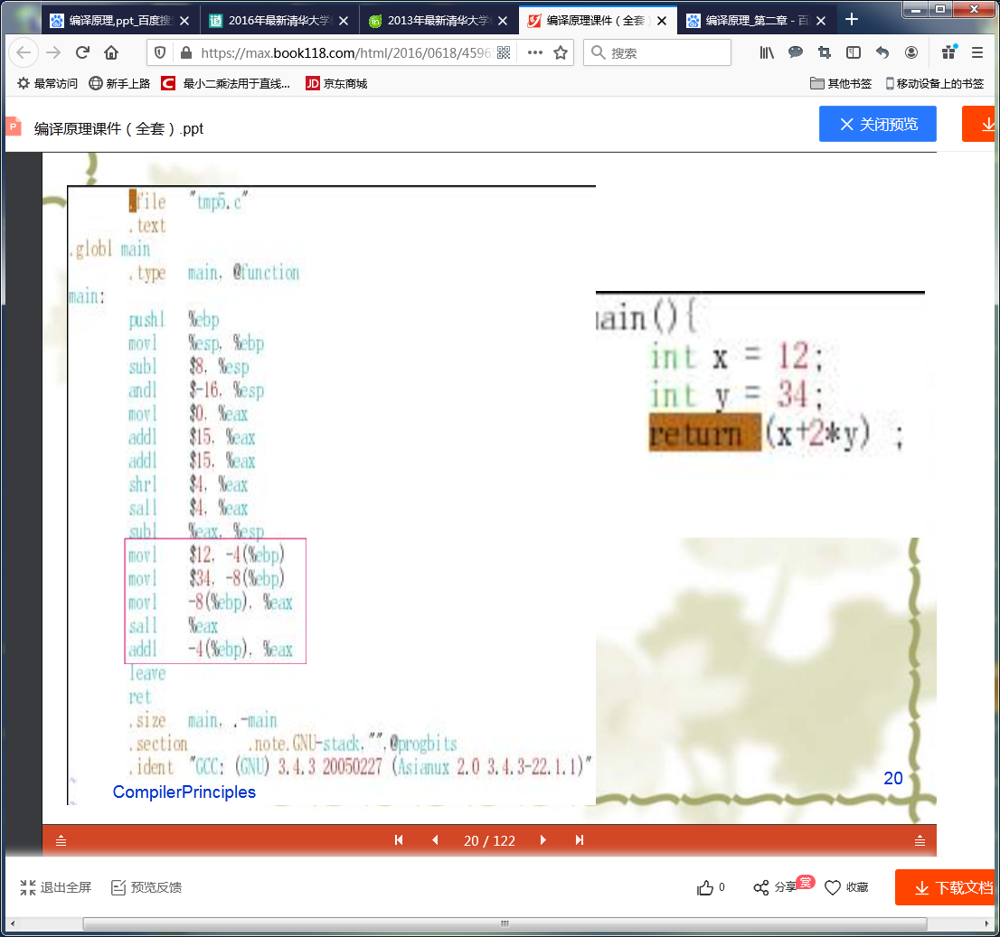 编译原理.ppt_百度搜
2016年最新清华大学
2013年最新清华大学
编译原理课件（全套）
编译原理_第二章 - 百
https://max.book118.com/html/2016/0618/4596
搜索
最常访问
新手上路
最小二乘法用于直线...
JD 京东商城
其他书签
移动设备上的书签
编译原理课件（全套）.ppt
关闭预览
.file "tmp5.c"
.text
.globl main
.type main, @function
main:
pushl %ebp
movl %esp, %ebp
subl $8, %esp
andl $-16, %esp
movl $0, %eax
addl $15, %eax
addl $15, %eax
shrl $4, %eax
sall $4, %eax
subl %eax, %esp
movl $12, -4(%ebp)
movl $34, -8(%ebp)
movl -8(%ebp), %eax
sall %eax
addl -4(%ebp), %eax
leave
ret
.size main, .-main
.section .note.GNU-stack,"",@progbits
.ident "GCC: (GNU) 3.4.3 20050227 (Asianux 2.0 3.4.3-22.1.1)"
main(){
int x = 12;
int y = 34;
return (x+2*y) ;
CompilerPrinciples
20
20 / 122
退出全屏
预览反馈
0
分享
赏
收藏
下载文档